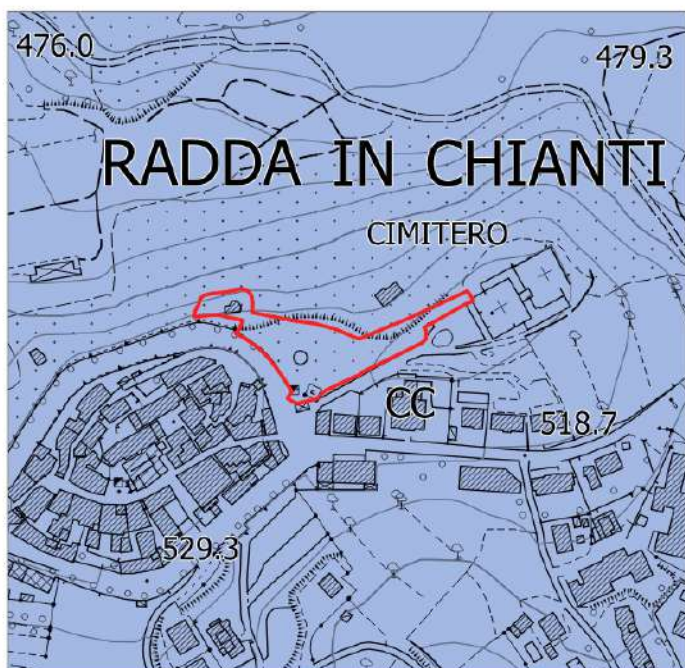 476.0
479.3
RADDA IN CHIANTI
CIMITERO
CC
518.7
529.3